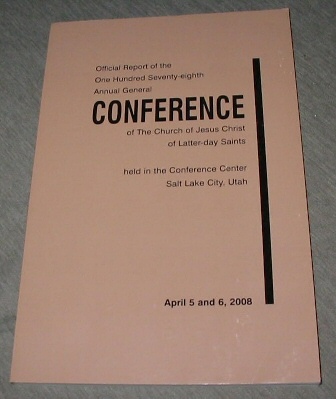 Official Report of the
One Hundred Seventy-eighth
Annual General
CONFERENCE
of The Church of Jesus Christ
of Latter-day Saints
held in the Conference Center
Salt Lake City, Utah
April 5 and 6, 2008